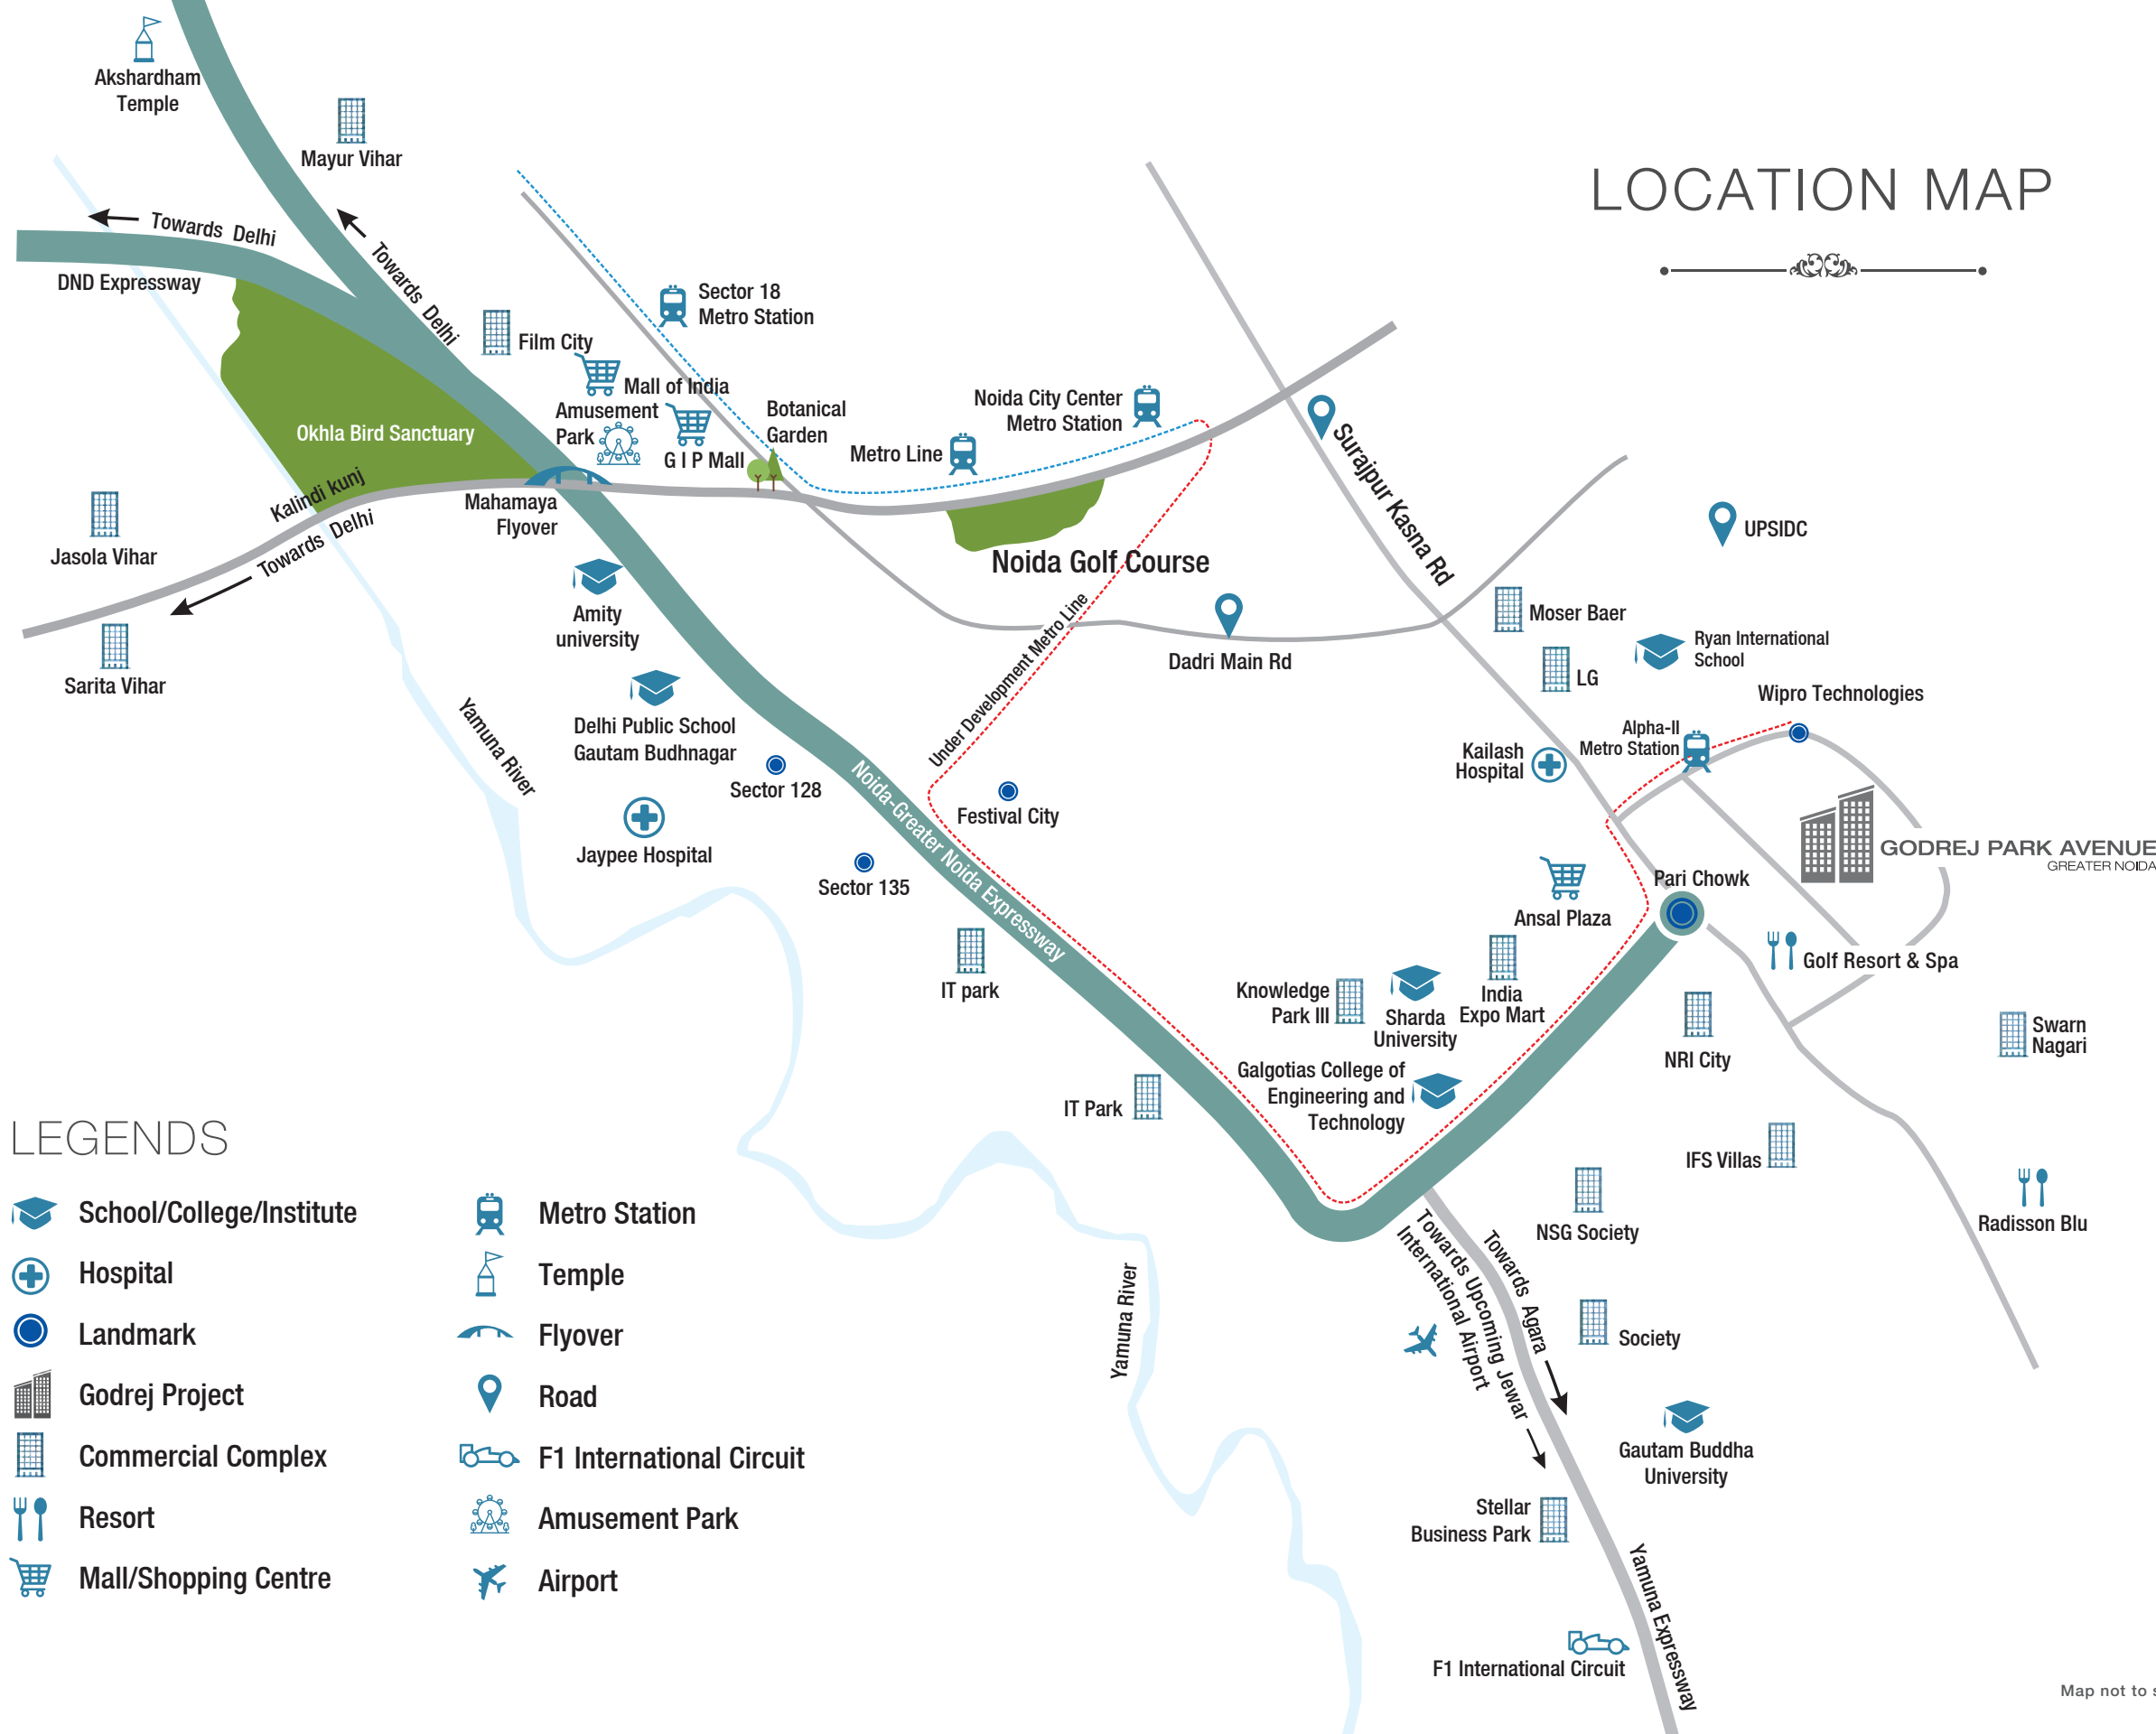 LOCATION MAP
Akshardham
Temple
Mayur Vihar
Towards Delhi
DND Expressway
Towards Delhi
Sector 18
Metro Station
Film City
Mall of India
Amusement
Park
G I P Mall
Botanical
Garden
Noida City Center
Metro Station
Metro Line
Okhla Bird Sanctuary
Kalindi kunj
Towards Delhi
Mahamaya
Flyover
Jasola Vihar
Sarita Vihar
Amity
university
Noida Golf Course
Surajpur Kasna Rd
UPSIDC
Moser Baer
Ryan International
School
LG
Dadri Main Rd
Under Development Metro Line
Wipro Technologies
Alpha-II
Metro Station
Kailash
Hospital
Yamuna River
Delhi Public School
Gautam Budhnagar
Sector 128
Noida-Greater Noida Expressway
Festival City
Jaypee Hospital
Sector 135
GODREJ PARK AVENUE
GREATER NOIDA
Pari Chowk
Ansal Plaza
Golf Resort & Spa
IT park
Knowledge
Park III
Sharda
University
India
Expo Mart
NRI City
Swarn
Nagari
Galgotias College of
Engineering and
Technology
IT Park
IFS Villas
Radisson Blu
NSG Society
Towards Upcoming Jewar
International Airport
Towards Agara
Society
Yamuna River
Gautam Buddha
University
Stellar
Business Park
Yamuna Expressway
F1 International Circuit
LEGENDS
School/College/Institute
Hospital
Landmark
Godrej Project
Commercial Complex
Resort
Mall/Shopping Centre
Metro Station
Temple
Flyover
Road
F1 International Circuit
Amusement Park
Airport
Map not to s